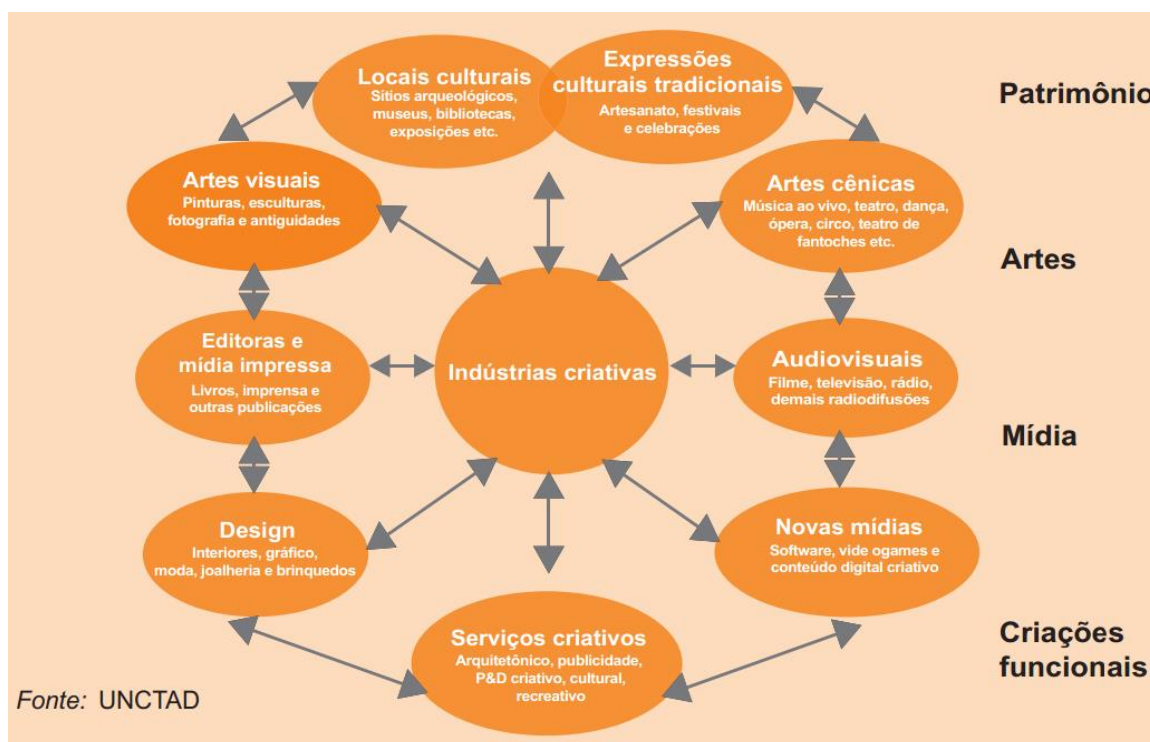 Locais culturais
Sítios arqueológicos,
museus, bibliotecas,
exposições etc.
Expressões
culturais tradicionais
Artesanato, festivais
e celebrações
Patrimônio
Artes visuais
Pinturas, esculturas,
fotografia e antiguidades
Artes cênicas
Música ao vivo, teatro, dança,
ópera, circo, teatro de
fantoches etc.
Artes
Editoras e
mídia impressa
Livros, imprensa e
outras publicações
Indústrias criativas
Audiovisuais
Filme, televisão, rádio,
demais radiodifusões
Mídia
Design
Interiores, gráfico,
moda, joalheria e brinquedos
Novas mídias
Software, vide ogames e
conteúdo digital criativo
Serviços criativos
Arquitetônico, publicidade,
P&D criativo, cultural,
recreativo
Criações
funcionais
Fonte: UNCTAD